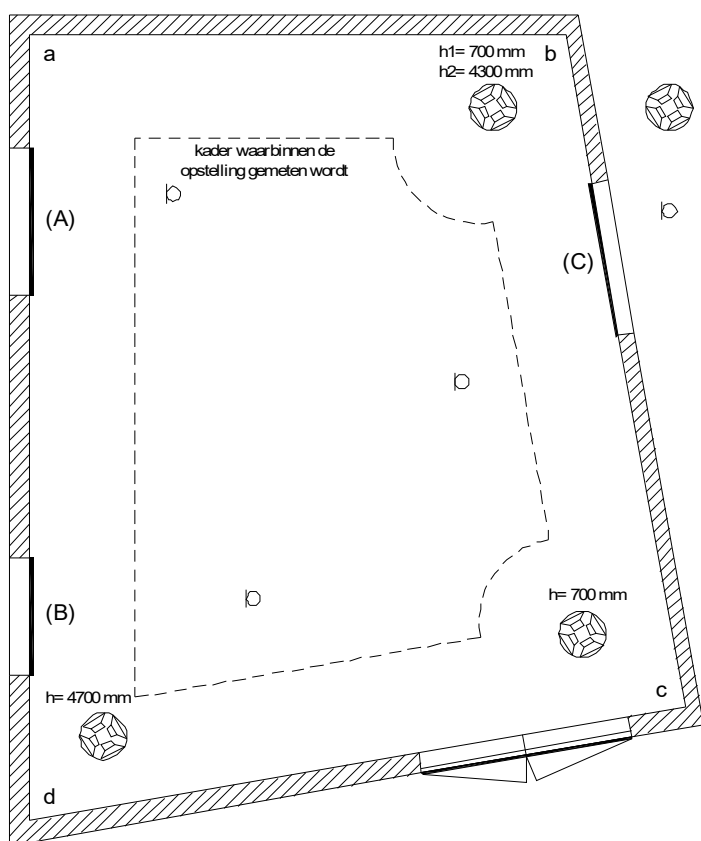 a
h1= 700 mm
h2= 4300 mm
b
kader waarbinnen de
opstelling gemeten wordt
(A)
(C)
(B)
h= 700 mm
h= 4700 mm
c
d